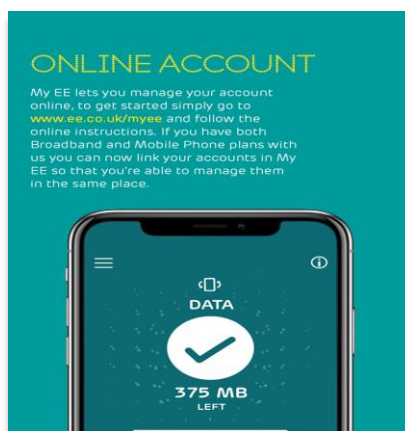 ONLINE ACCOUNT
My EE lets you manage your account
online, to get started simply go to
www.ee.co.uk/myee and follow the
online instructions. If you have both
Broadband and Mobile Phone plans with
us you can now link your accounts in My
EE so that you're able to manage them
in the same place.
DATA
375 MB
LEFT